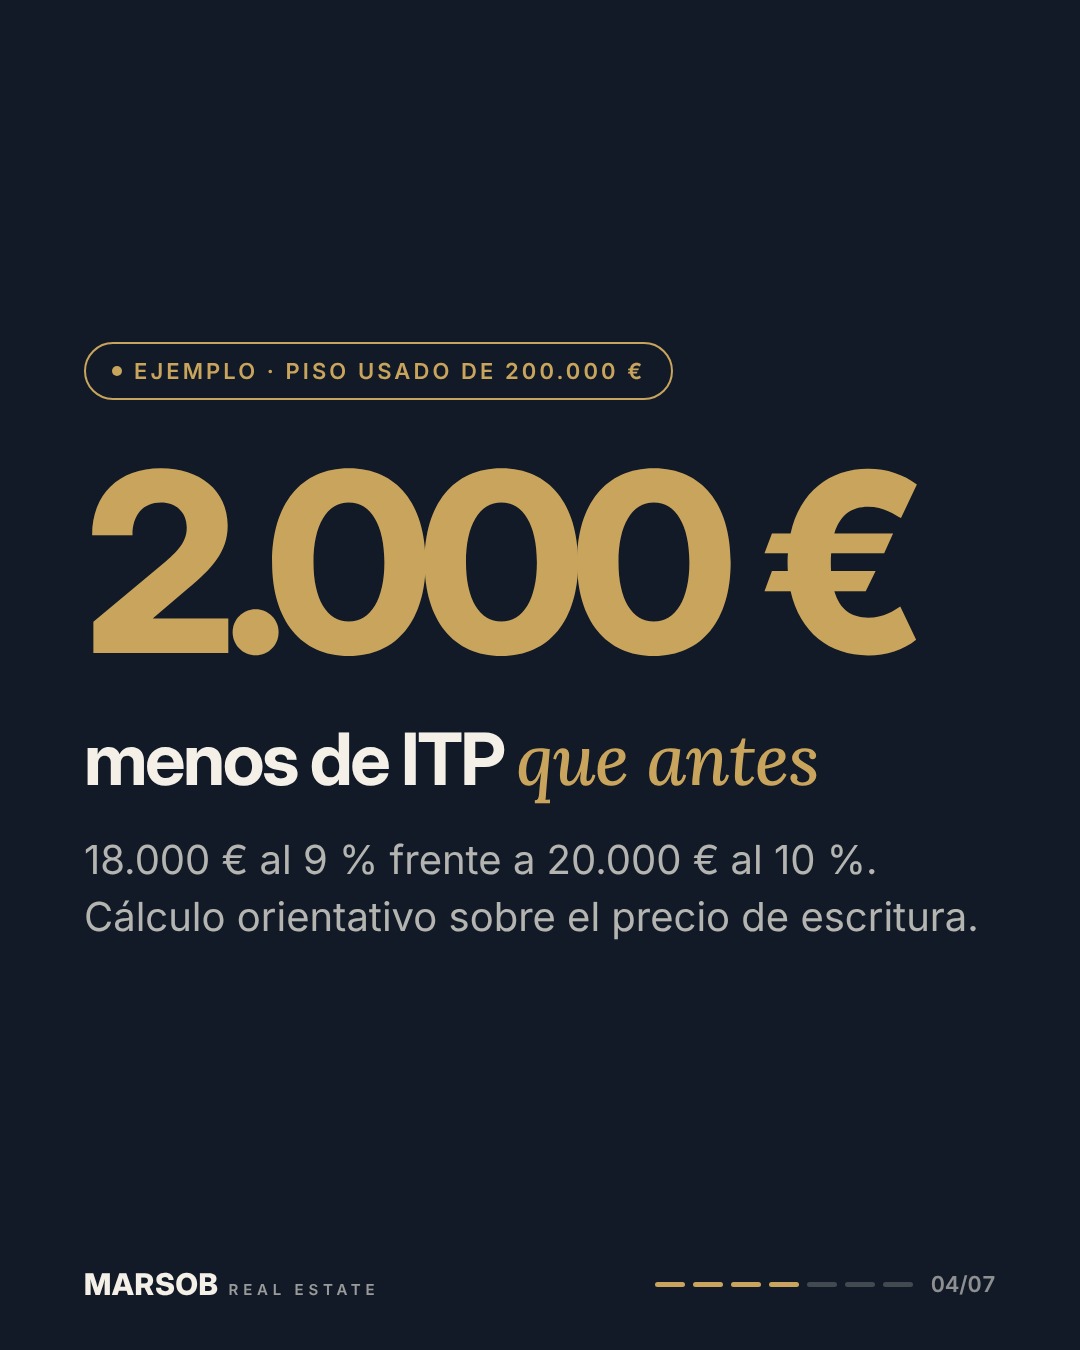 • EJEMPLO · PISO USADO DE 200.000 €
2.000 €
menos de ITP que antes
18.000 € al 9 % frente a 20.000 € al 10 %.
Cálculo orientativo sobre el precio de escritura.
MARSOB REAL ESTATE
04/07